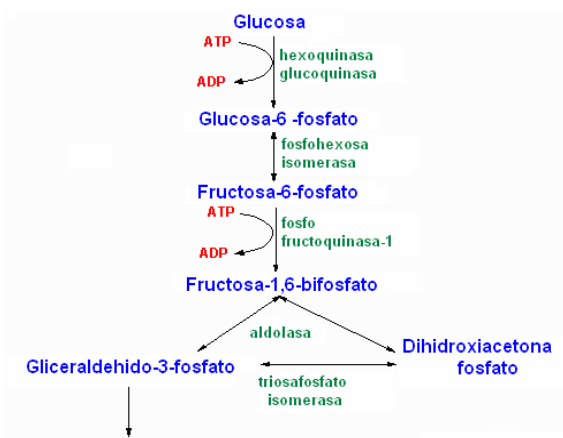 Glucosa
ATP
hexoquinasa
glucoquinasa
ADP
Glucosa-6 -fosfato
fosfohexosa
isomerasa
Fructosa-6-fosfato
ATP
fosfo
fructoquinasa-1
ADP
Fructosa-1,6-bifosfato
aldolasa
Gliceraldehido-3-fosfato
Dihidroxiacetona
fosfato
triosafosfato
isomerasa